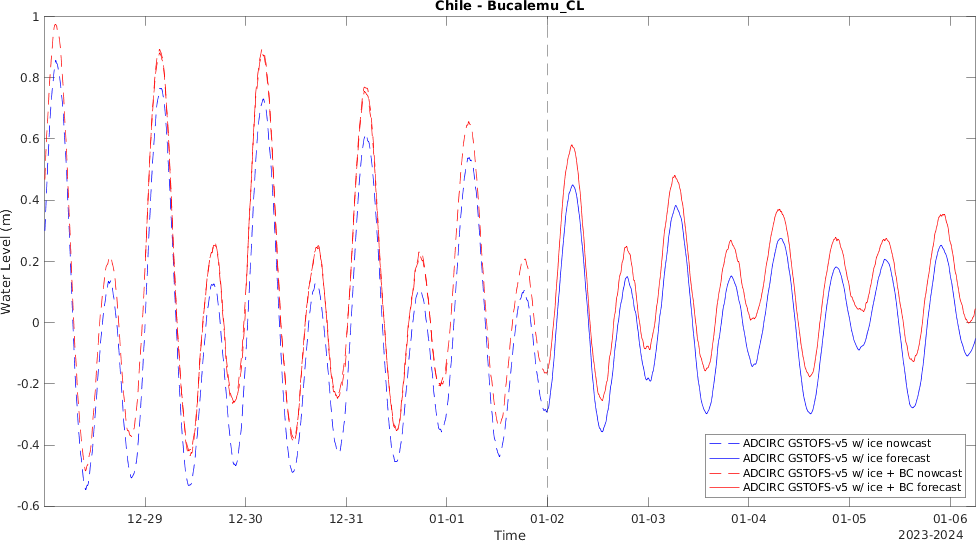 Chile - Bucalemu_CL
Water Level (m)
1
0.8
0.6
0.4
0.2
0
-0.2
-0.4
-0.6
12-29
12-30
12-31
01-01
01-02
01-03
01-04
01-05
01-06
Time
2023-2024
ADCIRC GSTOFS-v5 w/ ice nowcast
ADCIRC GSTOFS-v5 w/ ice forecast
ADCIRC GSTOFS-v5 w/ ice + BC nowcast
ADCIRC GSTOFS-v5 w/ ice + BC forecast